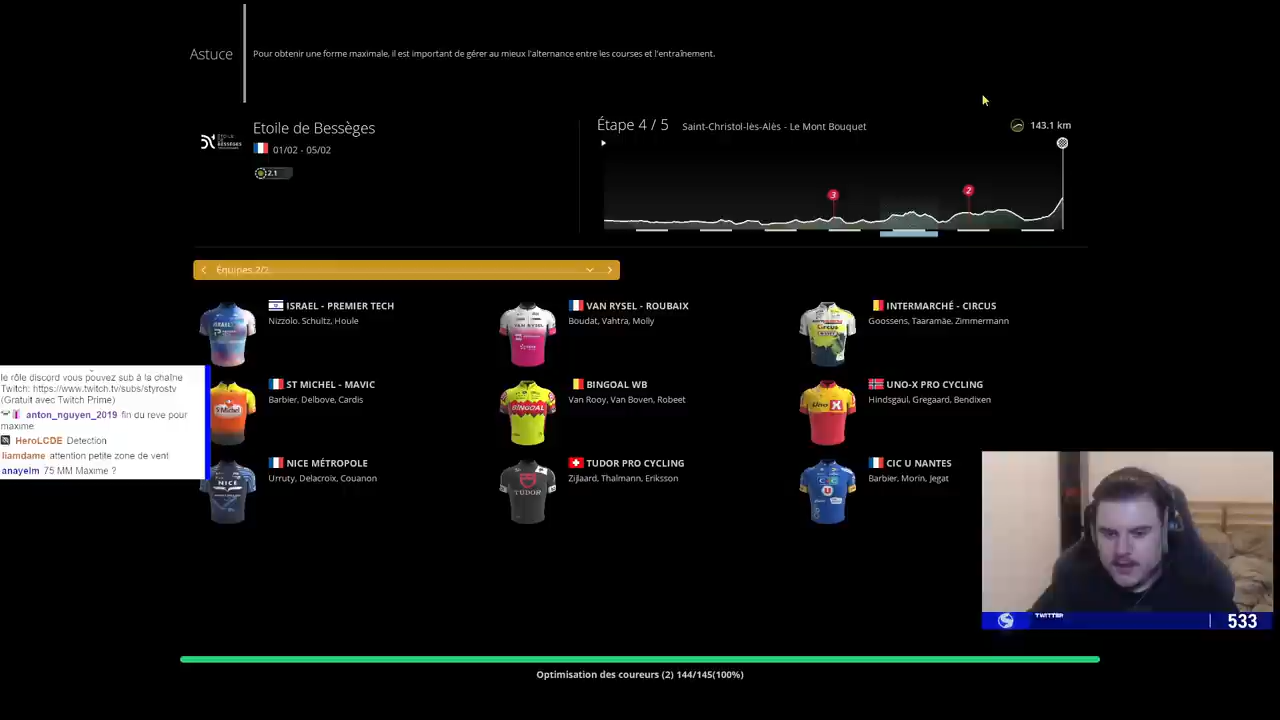 Astuce
Pour obtenir une forme maximale, il est important de gérer au mieux l'alternance entre les courses et l'entraînement.
Etoile de Bessèges
01/02 - 05/02
2.1
Étape 4 / 5
Saint-Christol-lès-Alès - Le Mont Bouquet
143.1 km
3
2
Équipes 2/2
ISRAEL - PREMIER TECH
Nizzolo, Schultz, Houle
VAN RYSEL - ROUBAIX
Boudat, Vahtra, Molly
INTERMARCHÉ - CIRCUS
Goossens, Taaramäe, Zimmermann
ST MICHEL - MAVIC
Barbier, Delbove, Cardis
BINGOAL WB
Van Rooy, Van Boven, Robeet
UNO-X PRO CYCLING
Hindsgaul, Gregaard, Bendixen
NICE MÉTROPOLE
Urruty, Delacroix, Couanon
TUDOR PRO CYCLING
Zijlaard, Thalmann, Eriksson
CIC U NANTES
Barbier, Morin, Jegat
le rôle discord vous pouvez sub à la chaîne
Twitch: https://www.twitch.tv/subs/styrostv
(Gratuit avec Twitch Prime)
anton_nguyen_2019 fin du reve pour
maxime
HeroLCDE Detection
liamdame attention petite zone de vent
anayelm 75 MM Maxime ?
TWITTER
533
Optimisation des coureurs (2) 144/145(100%)